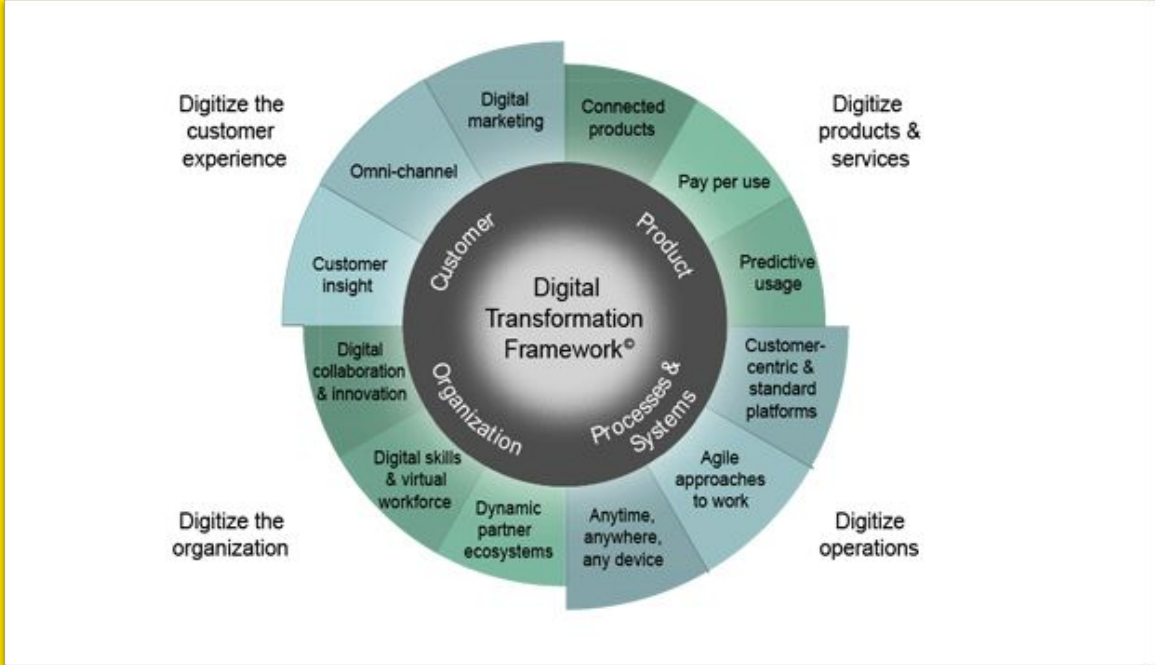 Digitize the
customer
experience
Digital
marketing
Omni-channel
Customer
insight
Connected
products
Pay per use
Predictive
usage
Digitize
products &
services
Customer
Product
Digital
Transformation
Framework©
Organization
Processes &
Systems
Digital
collaboration
& innovation
Digital skills
& virtual
workforce
Dynamic
partner
ecosystems
Customer-
centric &
standard
platforms
Agile
approaches
to work
Anytime,
anywhere,
any device
Digitize the
organization
Digitize
operations